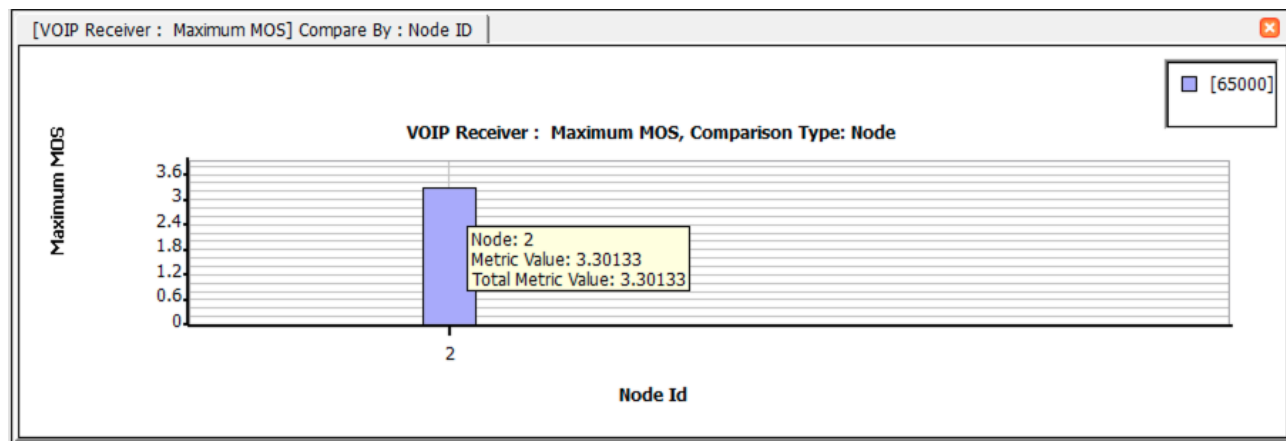 [VOIP Receiver :  Maximum MOS] Compare By : Node ID
[65000]
VOIP Receiver :  Maximum MOS, Comparison Type: Node
Maximum MOS
3.6
3
2.4
1.8
1.2
0.6
0
Node: 2
Metric Value: 3.30133
Total Metric Value: 3.30133
2
Node Id